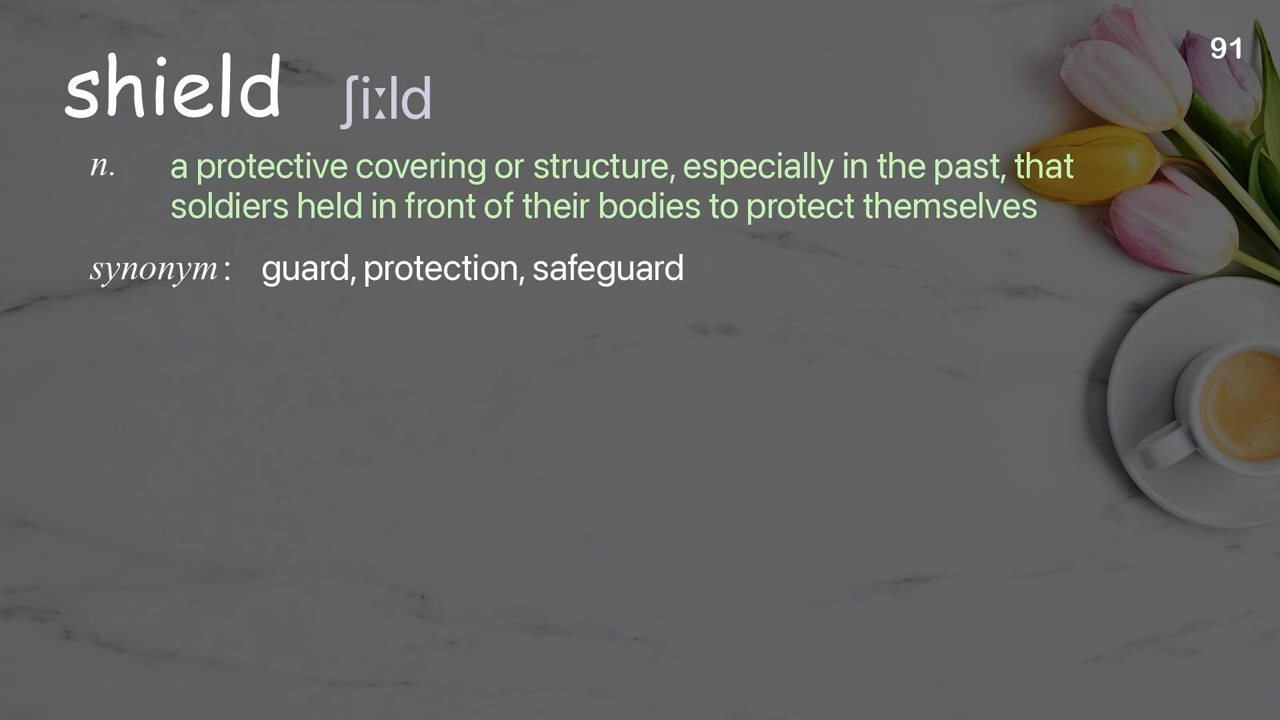 91
shield ʃiːld
n. a protective covering or structure, especially in the past, that
soldiers held in front of their bodies to protect themselves
synonym: guard, protection, safeguard